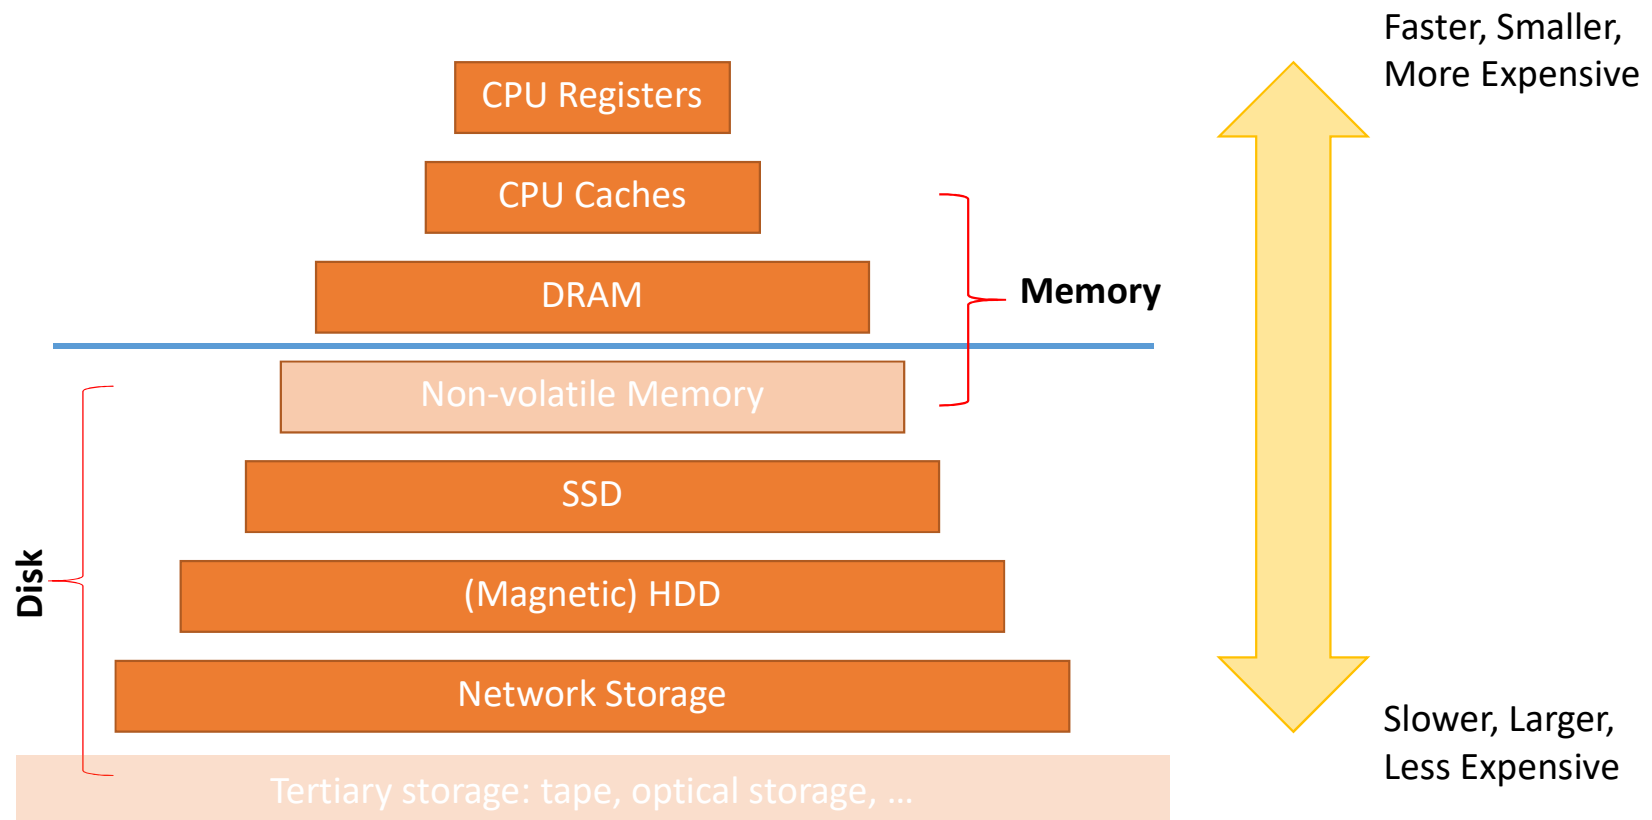 Faster, Smaller,
More Expensive
CPU Registers
CPU Caches
DRAM
Memory
Non-volatile Memory
SSD
Disk
(Magnetic) HDD
Network Storage
Slower, Larger,
Less Expensive
Tertiary storage: tape, optical storage, ...